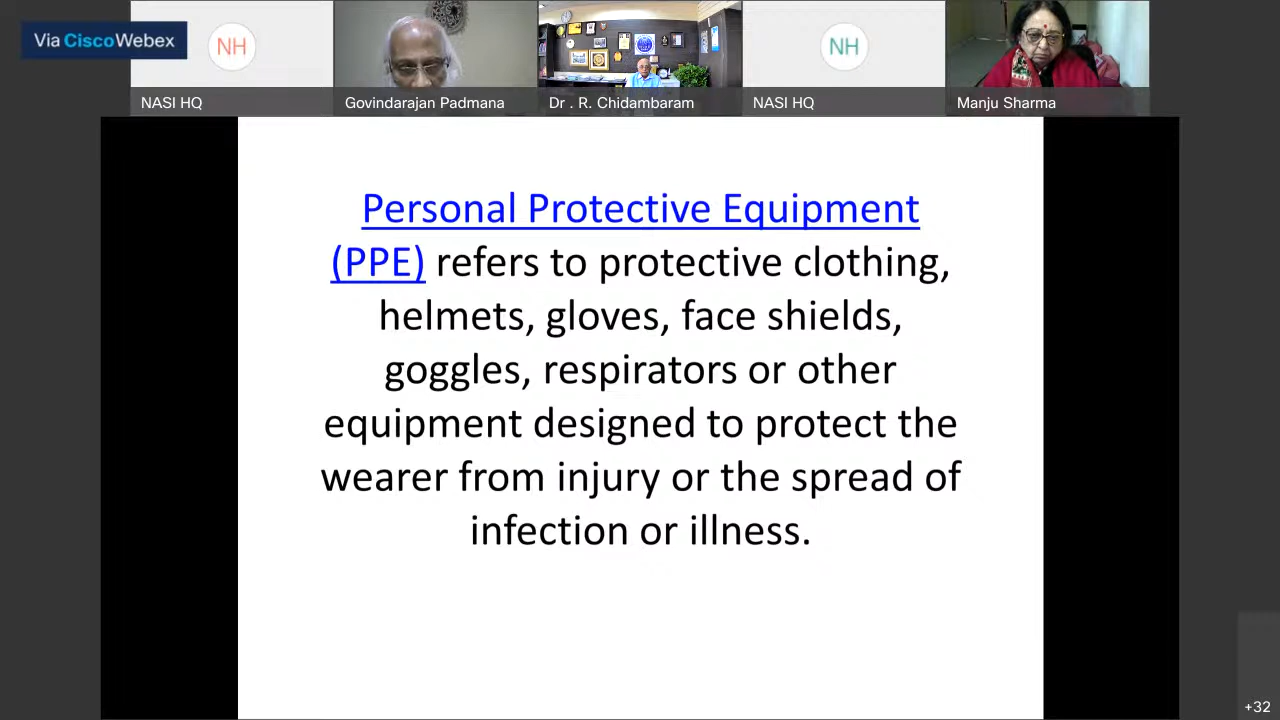 Via CiscoWebex
NH
NH
NASI HQ
Govindarajan Padmana
Dr . R. Chidambaram
NASI HQ
Manju Sharma
Personal Protective Equipment
(PPE) refers to protective clothing,
helmets, gloves, face shields,
goggles, respirators or other
equipment designed to protect the
wearer from injury or the spread of
infection or illness.
+32